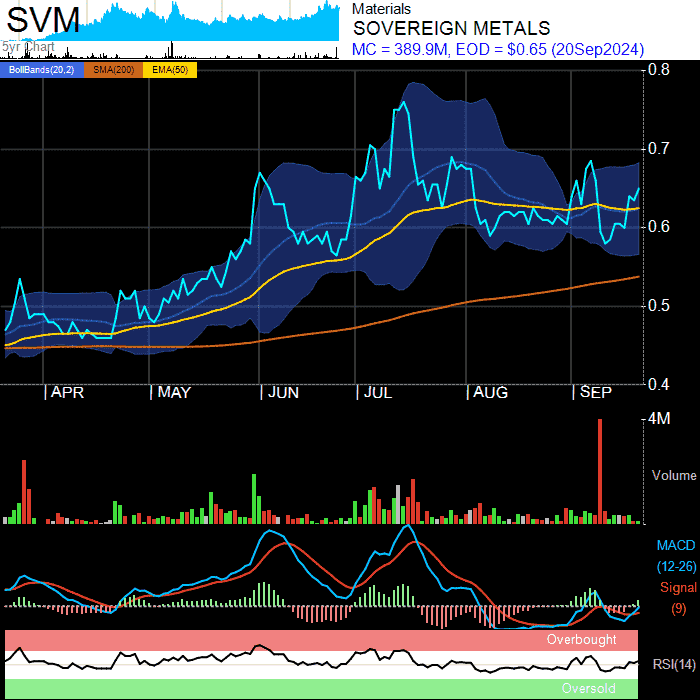 SVM
5yr Chart
Materials
SOVEREIGN METALS
MC = 389.9M, EOD = $0.65 (20Sep2024)
BollBands(20,2) SMA(200) EMA(50)
0.8
0.7
0.6
0.5
0.4
APR MAY JUN JUL AUG SEP
4M
Volume
MACD
(12-26)
Signal
(9)
Overbought
RSI(14)
Oversold